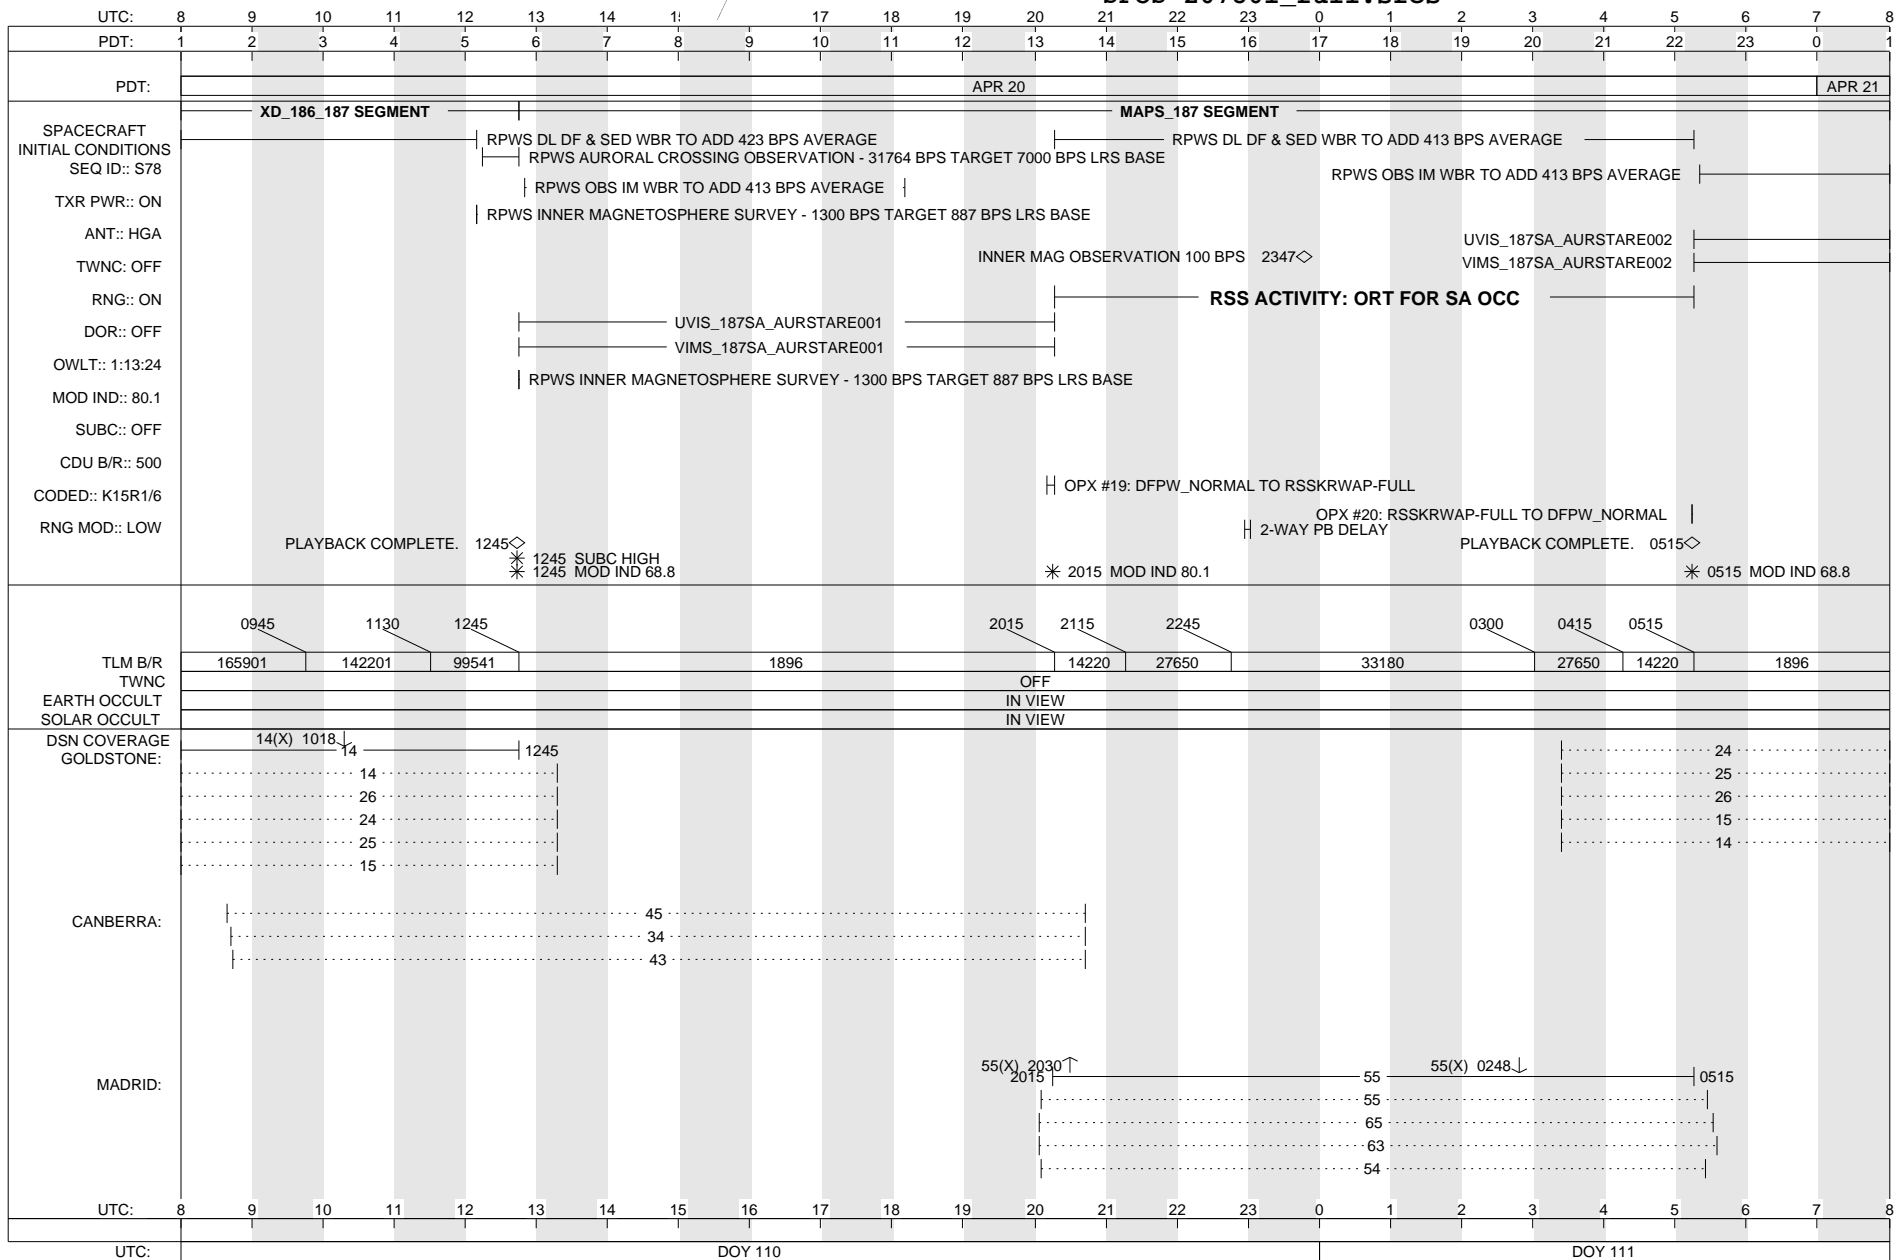 UTC: 8 9 10 11 12 13 14 17 18 19 20 21 22 23 0 1 2 3 4 5 6 7 8
PDT: 1 2 3 4 5 6 7 8 9 10 11 12 13 14 15 16 17 18 19 20 21 22 23 0 1
PDT: APR 20 APR 21
XD_186_187 SEGMENT MAPS_187 SEGMENT
SPACECRAFT
INITIAL CONDITIONS
SEQ ID:: S78
TXR PWR:: ON
ANT:: HGA
TWNC: OFF
RNG:: ON
DOR:: OFF
OWLT:: 1:13:24
MOD IND:: 80.1
SUBC:: OFF
CDU B/R:: 500
CODED:: K15R1/6
RNG MOD:: LOW
RPWS DL DF & SED WBR TO ADD 423 BPS AVERAGE
RPWS DL DF & SED WBR TO ADD 413 BPS AVERAGE
RPWS AURORAL CROSSING OBSERVATION - 31764 BPS TARGET 7000 BPS LRS BASE
RPWS OBS IM WBR TO ADD 413 BPS AVERAGE
RPWS OBS IM WBR TO ADD 413 BPS AVERAGE
RPWS INNER MAGNETOSPHERE SURVEY - 1300 BPS TARGET 887 BPS LRS BASE
UVIS_187SA_AURSTARE002
INNER MAG OBSERVATION 100 BPS 2347
VIMS_187SA_AURSTARE002
RSS ACTIVITY: ORT FOR SA OCC
UVIS_187SA_AURSTARE001
VIMS_187SA_AURSTARE001
RPWS INNER MAGNETOSPHERE SURVEY - 1300 BPS TARGET 887 BPS LRS BASE
OPX #19: DFPW_NORMAL TO RSSKRWAP-FULL
OPX #20: RSSKRWAP-FULL TO DFPW_NORMAL
2-WAY PB DELAY
PLAYBACK COMPLETE. 1245
PLAYBACK COMPLETE. 0515
1245 SUBC HIGH
1245 MOD IND 68.8
2015 MOD IND 80.1
0515 MOD IND 68.8
0945 1130 1245 2015 2115 2245 0300 0415 0515
TLM B/R 165901 142201 99541 1896 14220 27650 33180 27650 14220 1896
TWNC OFF
EARTH OCCULT IN VIEW
SOLAR OCCULT IN VIEW
DSN COVERAGE
GOLDSTONE:
14(X) 1018
14 1245
14
26
24
25
15
24
25
26
15
14
CANBERRA:
45
34
43
MADRID:
55(X) 2030
55(X) 0248
2015 55 0515
55
65
63
54
UTC: 8 9 10 11 12 13 14 15 16 17 18 19 20 21 22 23 0 1 2 3 4 5 6 7 8
UTC: DOY 110 DOY 111